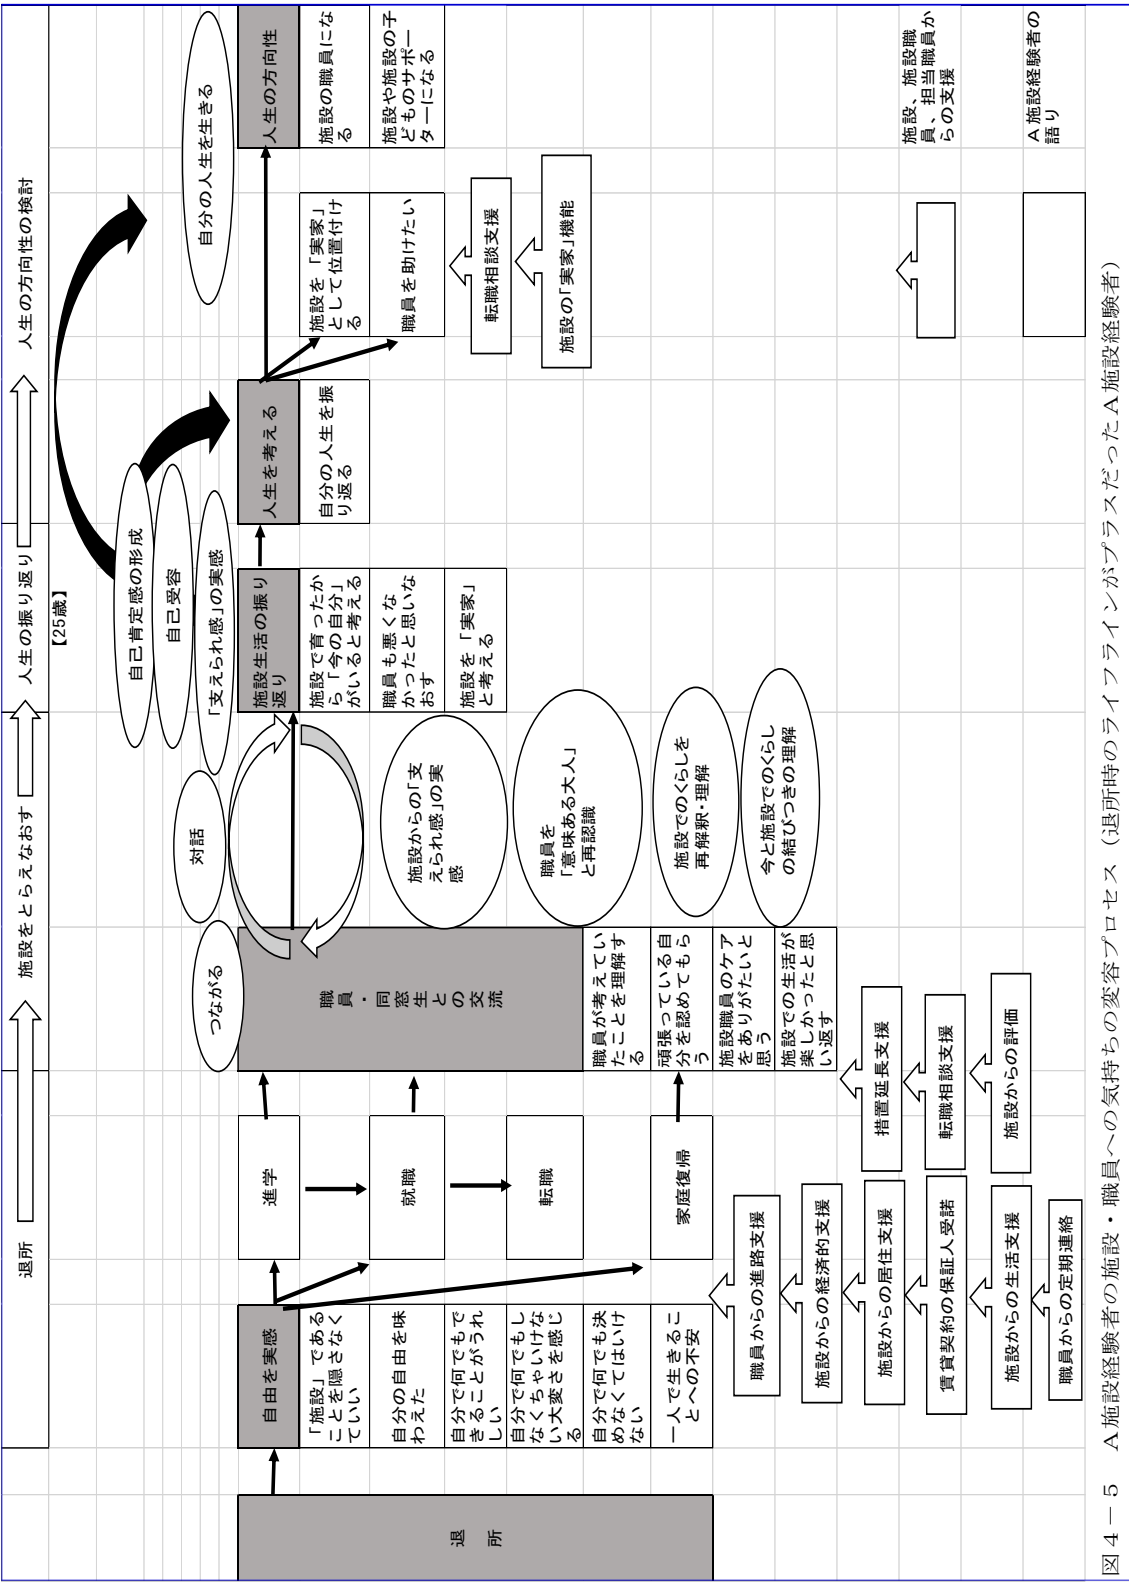 退所
施設をとらえなおす
人生の振り返り
人生の方向性の検討
【25歳】
退　所
自由を実感
「施設」である
ことを隠さなく
ていい
自分の自由を味
わえた
自分で何でもで
きることがうれ
しい
自分で何でもし
なくちゃいけな
い大変さを感じ
る
自分で何でも決
めなくてはいけ
ない
一人で生きるこ
とへの不安
職員からの進路支援
施設からの経済的支援
施設からの居住支援
賃貸契約の保証人受諾
施設からの生活支援
職員からの定期連絡
進学
就職
転職
家庭復帰
措置延長支援
転職相談支援
施設からの評価
つながる
職員・同窓生との交流
職員が考えてい
たことを理解す
る
頑張っている自
分を認めてもら
う
施設職員のケア
をありがたいと
思う
施設での生活が
楽しかったと思
い返す
対話
施設からの「支
えられ感」の実
感
職員を
「意味ある大人」
と再認識
施設でのくらしを
再解釈・理解
今と施設でのくらし
の結びつきの理解
自己肯定感の形成
自己受容
「支えられ感」の実感
施設生活の振り
返り
施設で育ったか
ら「今の自分」
がいると考える
職員も悪くな
かったと思いな
おす
施設を「実家」
と考える
人生を考える
自分の人生を振
り返る
施設を「実家」
として位置付け
る
職員を助けたい
転職相談支援
施設の「実家」機能
自分の人生を生きる
人生の方向性
施設の職員にな
る
施設や施設の子
どものサポー
ターになる
施設、施設職
員、担当職員か
らの支援
A施設経験者の
語り
図４－５　A施設経験者の施設・職員への気持ちの変容プロセス（退所時のライフラインがプラスだったA施設経験者）